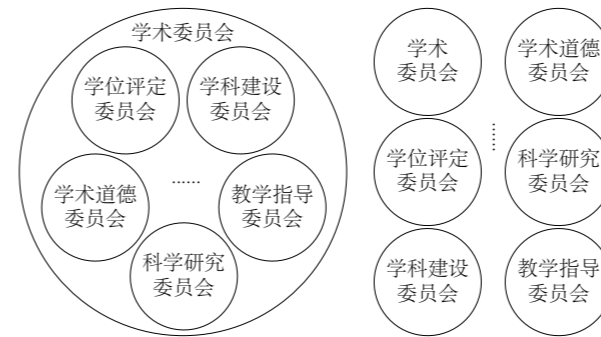 学术委员会
学位评定
委员会
学科建设
委员会
学术道德
委员会
……
教学指导
委员会
科学研究
委员会
学术
委员会
学术道德
委员会
……
学位评定
委员会
科学研究
委员会
学科建设
委员会
教学指导
委员会